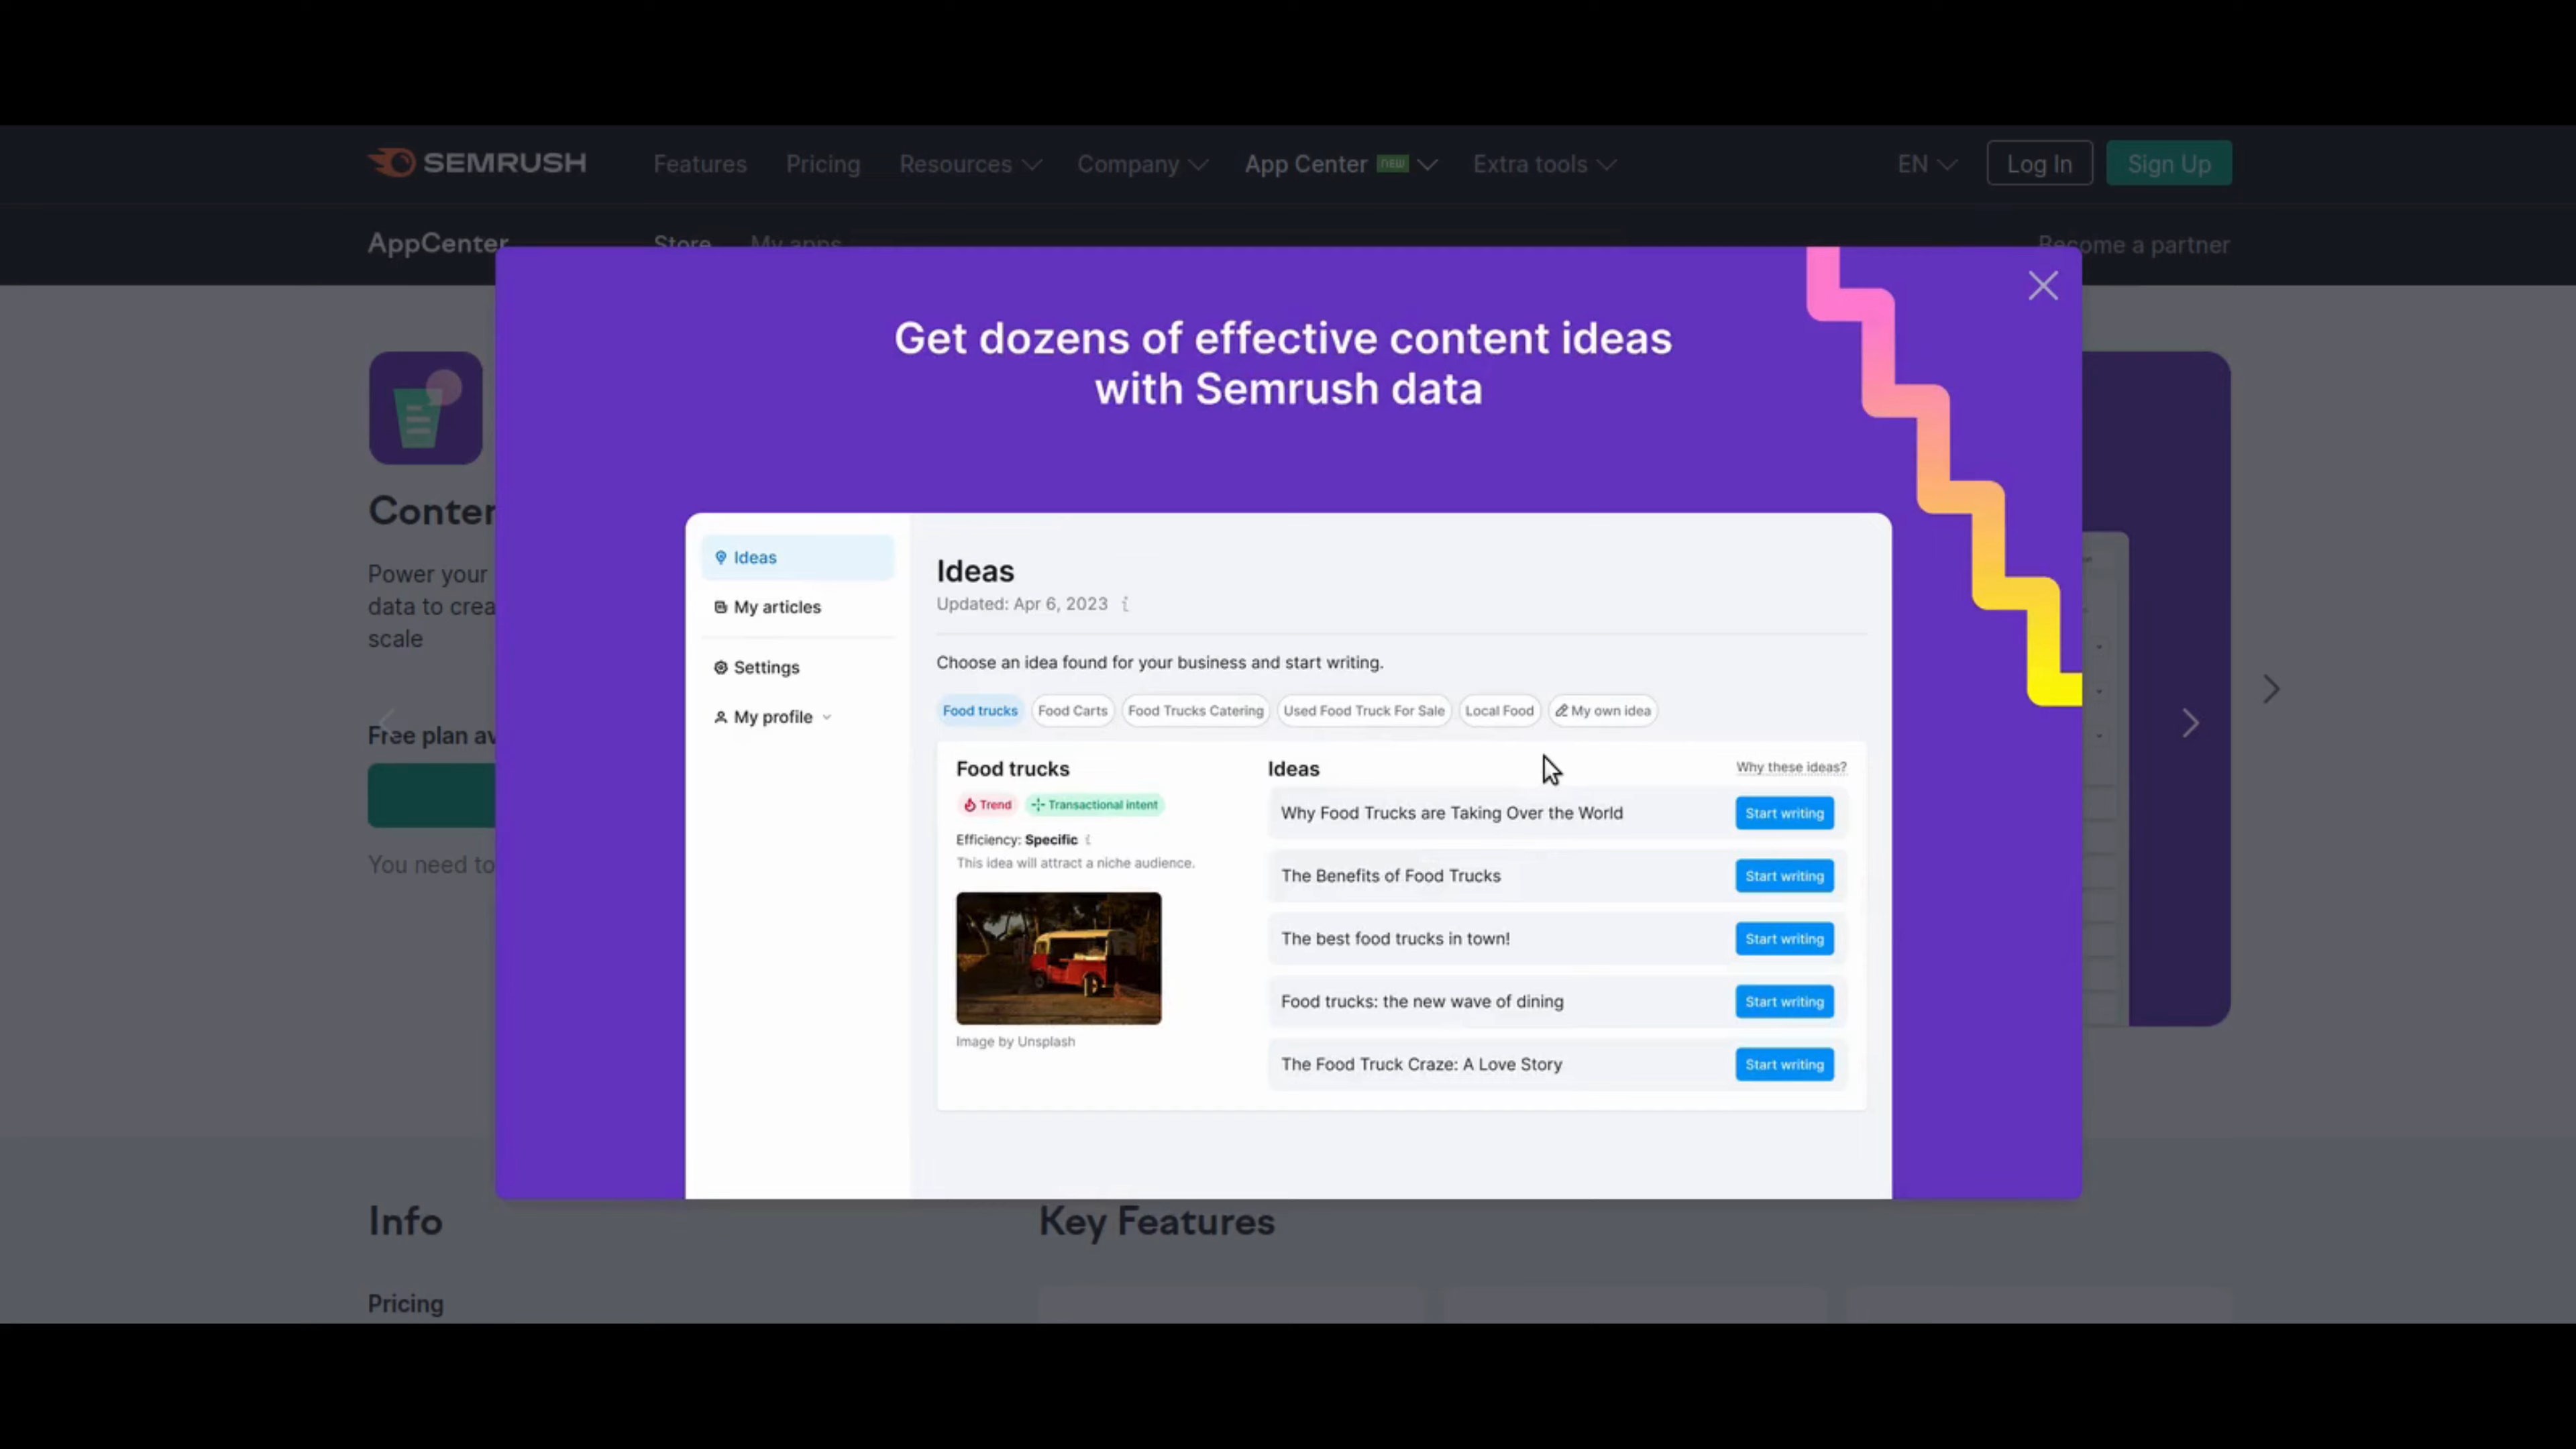 SEMRUSH
Features
Pricing
Resources
Company
App Center new
Extra tools
EN
Log In
Sign Up
AppCenter
Store
My apps
Become a partner
Get dozens of effective content ideas
with Semrush data
Power your
data to crea
scale
Free plan av
You need to
Ideas
My articles
Settings
My profile
Ideas
Updated: Apr 6, 2023 i
Choose an idea found for your business and start writing.
Food trucks
Food Carts
Food Trucks Catering
Used Food Truck For Sale
Local Food
My own idea
Food trucks
Trend
Transactional intent
Efficiency: Specific i
This idea will attract a niche audience.
Image by Unsplash
Ideas
Why these ideas?
Why Food Trucks are Taking Over the World
Start writing
The Benefits of Food Trucks
Start writing
The best food trucks in town!
Start writing
Food trucks: the new wave of dining
Start writing
The Food Truck Craze: A Love Story
Start writing
Info
Pricing
Key Features